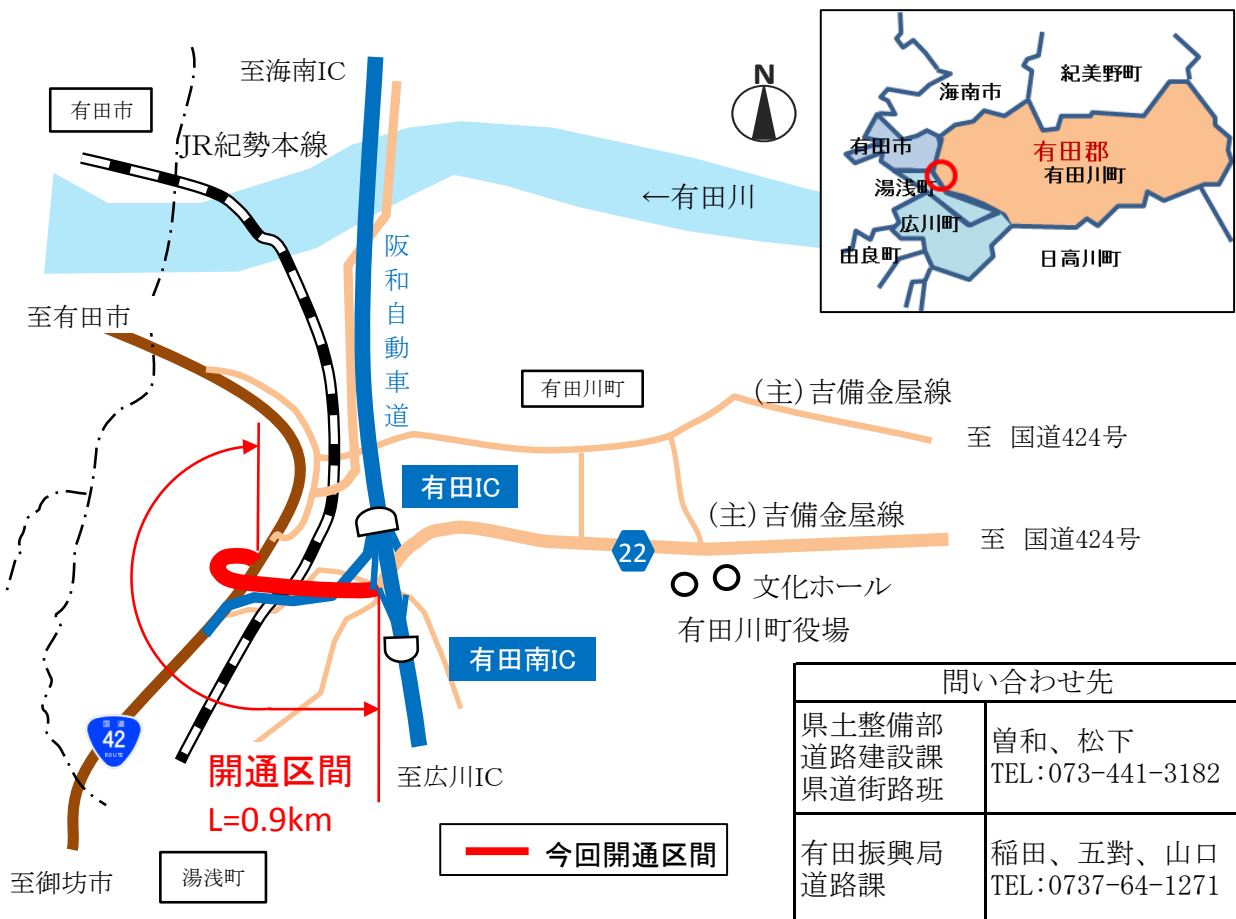 至海南IC
有田市
JR紀勢本線
←有田川
阪和自動車道
至有田市
N
海南市
紀美野町
有田市
有田郡
有田川町
湯浅町
広川町
由良町
日高川町
有田川町
(主)吉備金屋線
至 国道424号
有田IC
(主)吉備金屋線
至 国道424号
22
文化ホール
有田川町役場
有田南IC
国道
42
ROUTE
開通区間
L=0.9km
至広川IC
今回開通区間
至御坊市
湯浅町
問い合わせ先
県土整備部
道路建設課
県道街路班
曽和、松下
TEL:073-441-3182
有田振興局
道路課
稲田、五對、山口
TEL:0737-64-1271